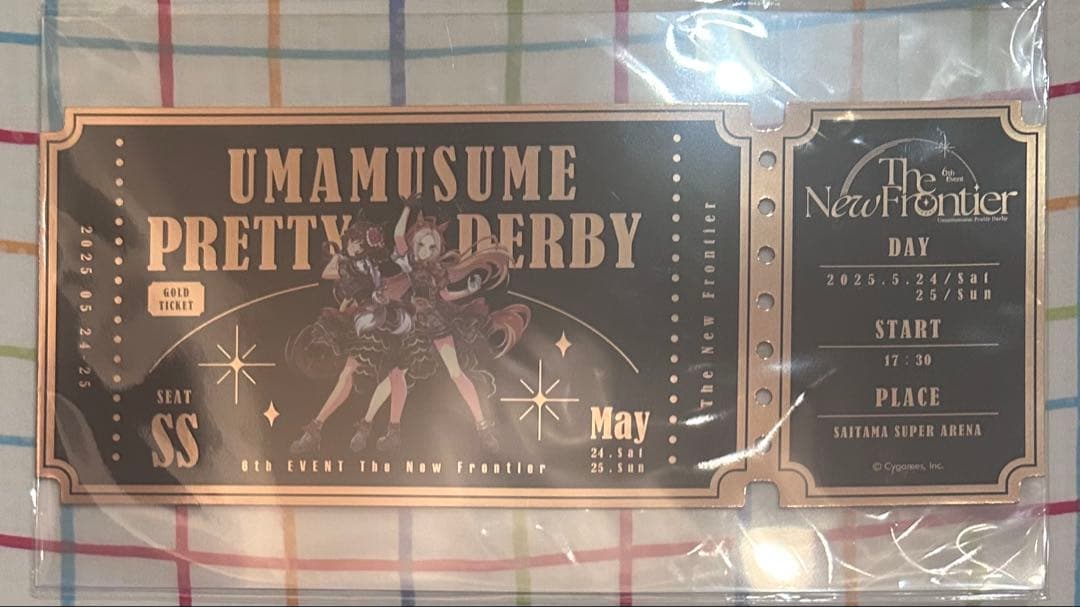 2025.05.24-25
UMAMUSUME
PRETTY DERBY
GOLD
TICKET
SEAT
SS
May
24.Sat
25.Sun
6th EVENT The New Frontier
The New Frontier
The
6th
Event
New Frontier
Umamusume: Pretty Derby
DAY
2025.5.24/Sat
25/Sun
START
17:30
PLACE
SAITAMA SUPER ARENA
© Cygames, Inc.